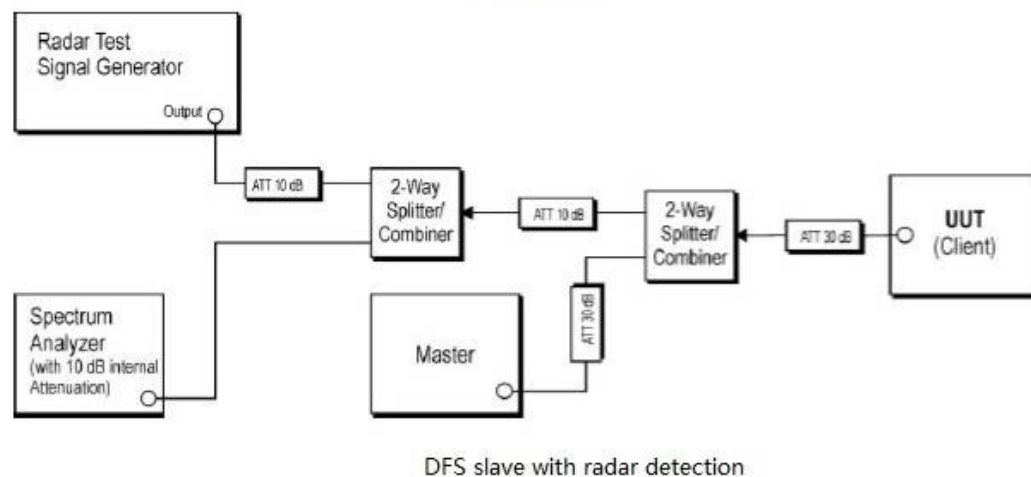 Radar Test
Signal Generator
Output
ATT 10 dB
2-Way
Splitter/
Combiner
ATT 10 dB
2-Way
Splitter/
Combiner
ATT 30 dB
UUT
(Client)
Spectrum
Analyzer
(with 10 dB internal
Attenuation)
Master
ATT 30 dB
DFS slave with radar detection